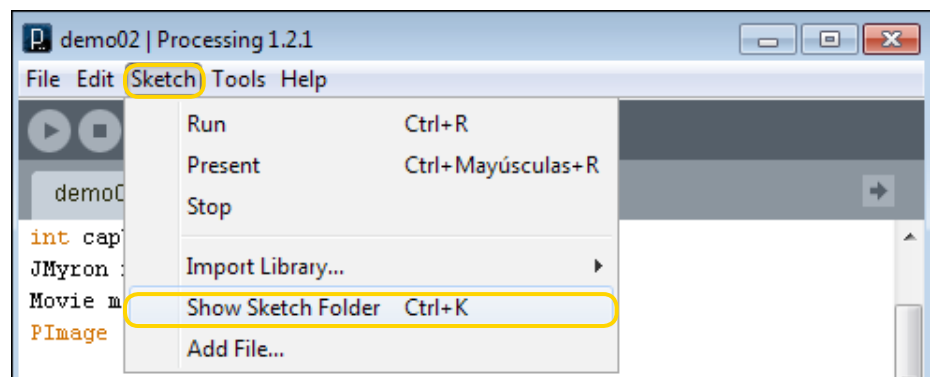 demo02 | Processing 1.2.1
File Edit Sketch Tools Help
Run Ctrl+R
Present Ctrl+Mayúsculas+R
demo
Stop
int cap
Import Library...
JMyron
Show Sketch Folder Ctrl+K
Movie m
PImage
Add File...